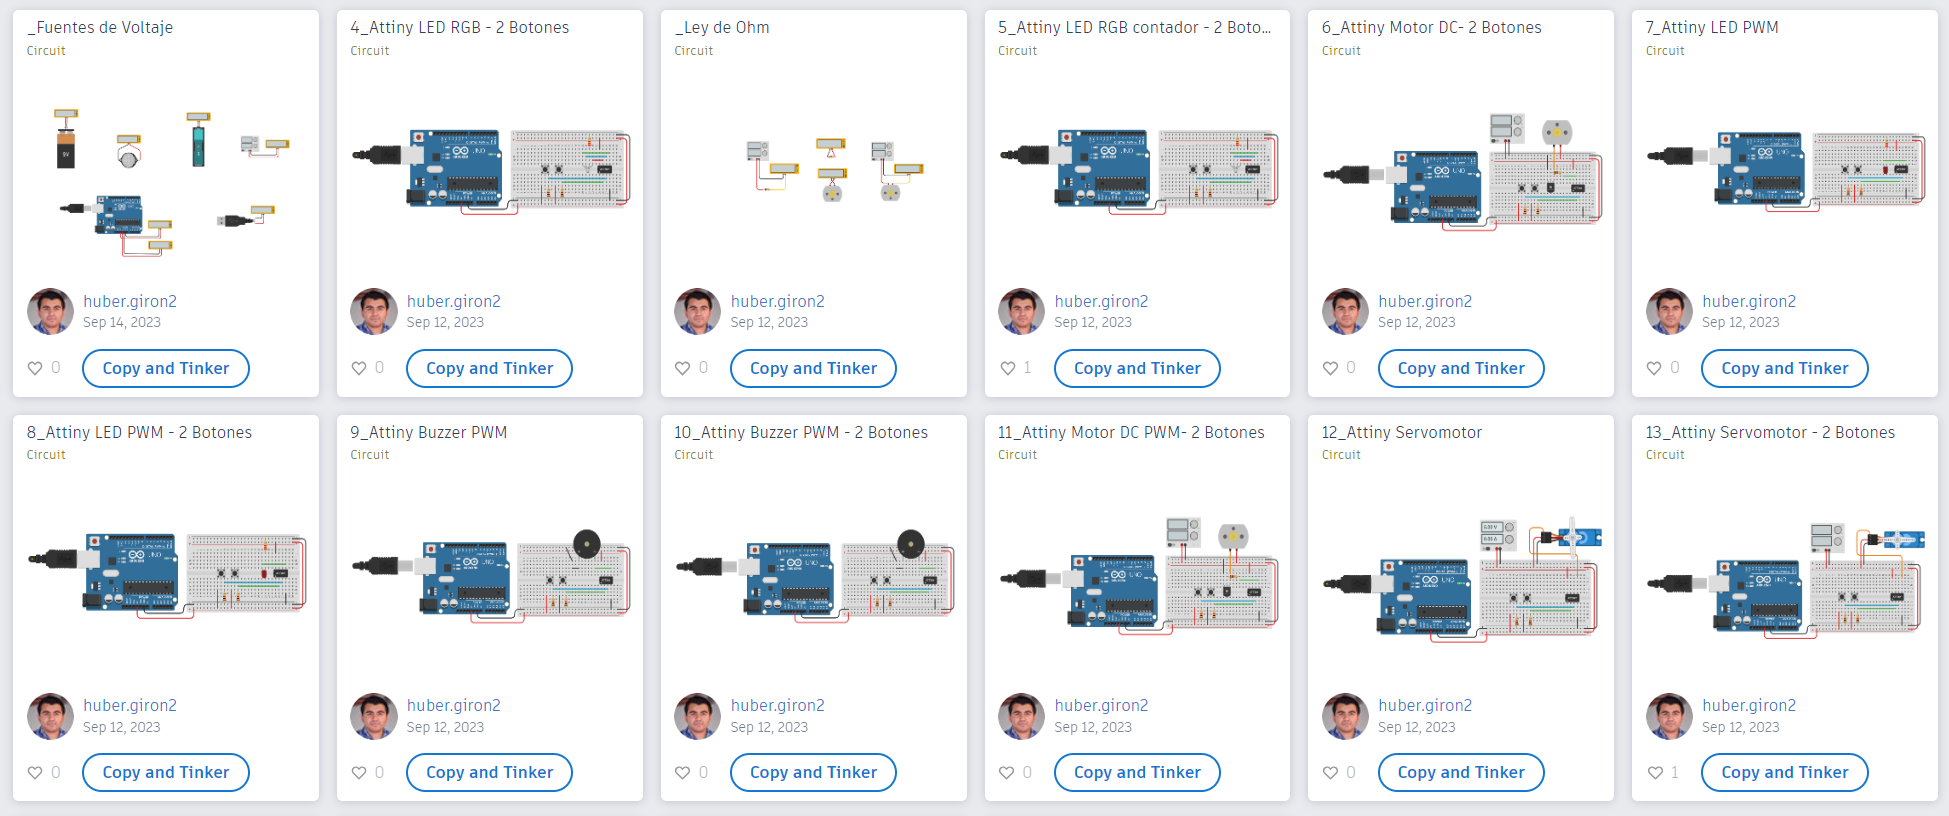 _Fuentes de Voltaje
Circuit
huber.giron2
Sep 14, 2023
0
Copy and Tinker
4_Attiny LED RGB - 2 Botones
Circuit
huber.giron2
Sep 12, 2023
0
Copy and Tinker
_Ley de Ohm
Circuit
huber.giron2
Sep 12, 2023
0
Copy and Tinker
5_Attiny LED RGB contador - 2 Boto...
Circuit
huber.giron2
Sep 12, 2023
1
Copy and Tinker
6_Attiny Motor DC- 2 Botones
Circuit
huber.giron2
Sep 12, 2023
0
Copy and Tinker
7_Attiny LED PWM
Circuit
huber.giron2
Sep 12, 2023
0
Copy and Tinker
8_Attiny LED PWM - 2 Botones
Circuit
huber.giron2
Sep 12, 2023
0
Copy and Tinker
9_Attiny Buzzer PWM
Circuit
huber.giron2
Sep 12, 2023
0
Copy and Tinker
10_Attiny Buzzer PWM - 2 Botones
Circuit
huber.giron2
Sep 12, 2023
0
Copy and Tinker
11_Attiny Motor DC PWM- 2 Botones
Circuit
huber.giron2
Sep 12, 2023
0
Copy and Tinker
12_Attiny Servomotor
Circuit
huber.giron2
Sep 12, 2023
0
Copy and Tinker
13_Attiny Servomotor - 2 Botones
Circuit
huber.giron2
Sep 12, 2023
1
Copy and Tinker